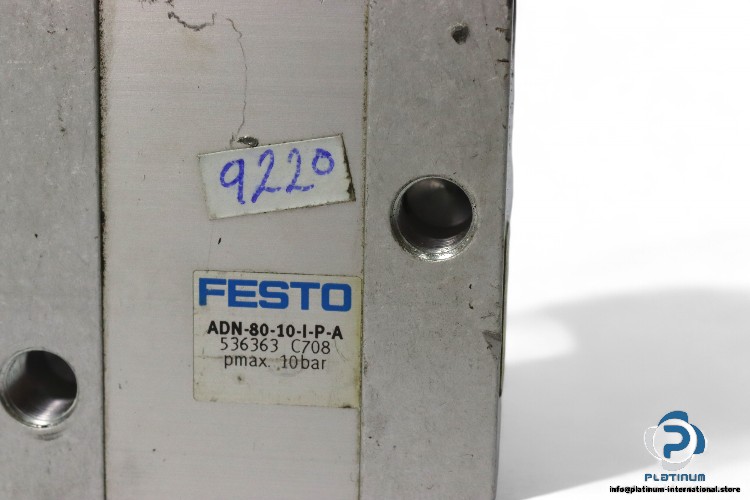 9220
FESTO
ADN-80-10-I-P-A
536363 C708
pmax. 10bar
PLATINUM
info@platinum-international.store